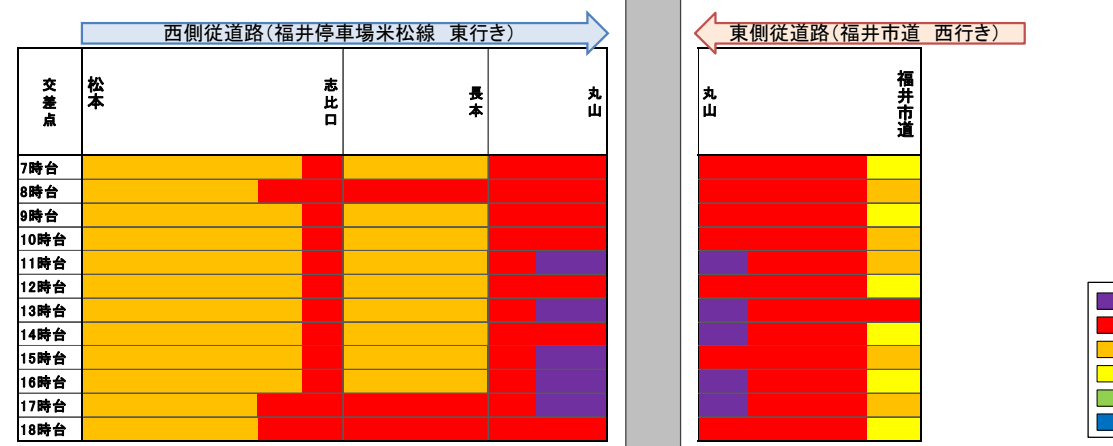 西側従道路（福井停車場米松線　東行き）
東側従道路（福井市道　西行き）
交差点
松本
志比口
長本
丸山
丸山
福井市道
7時台
8時台
9時台
10時台
11時台
12時台
13時台
14時台
15時台
16時台
17時台
18時台